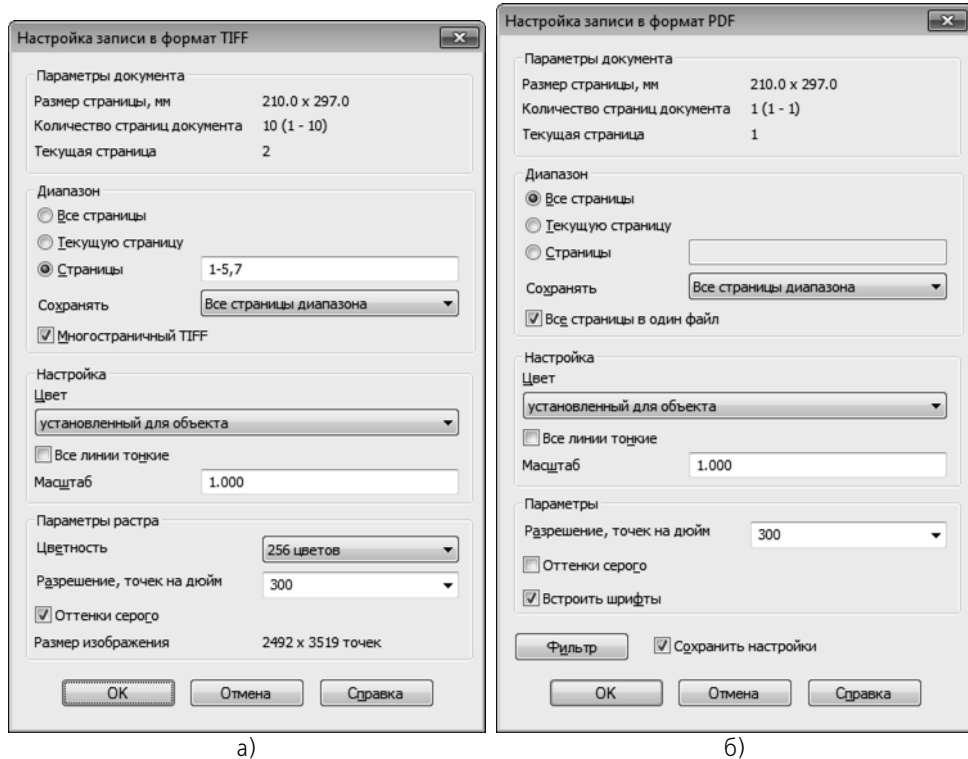 Настройка записи в формат TIFF
Параметры документа
Размер страницы, мм 210.0 x 297.0
Количество страниц документа 10 (1 - 10)
Текущая страница 2
Диапазон
Все страницы
Текущую страницу
Страницы 1-5,7
Сохранять Все страницы диапазона
Многостраничный TIFF
Настройка
Цвет
установленный для объекта
Все линии тонкие
Масштаб 1.000
Параметры растра
Цветность 256 цветов
Разрешение, точек на дюйм 300
Оттенки серого
Размер изображения 2492 x 3519 точек
OK Отмена Справка
а)
Настройка записи в формат PDF
Параметры документа
Размер страницы, мм 210.0 x 297.0
Количество страниц документа 1 (1 - 1)
Текущая страница 1
Диапазон
Все страницы
Текущую страницу
Страницы
Сохранять Все страницы диапазона
Все страницы в один файл
Настройка
Цвет
установленный для объекта
Все линии тонкие
Масштаб 1.000
Параметры
Разрешение, точек на дюйм 300
Оттенки серого
Встроить шрифты
Фильтр Сохранить настройки
OK Отмена Справка
б)